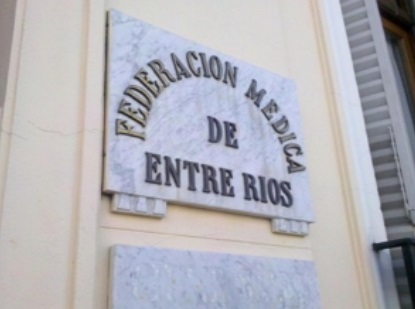 FEDERACION MEDICA
DE
ENTRE RIOS